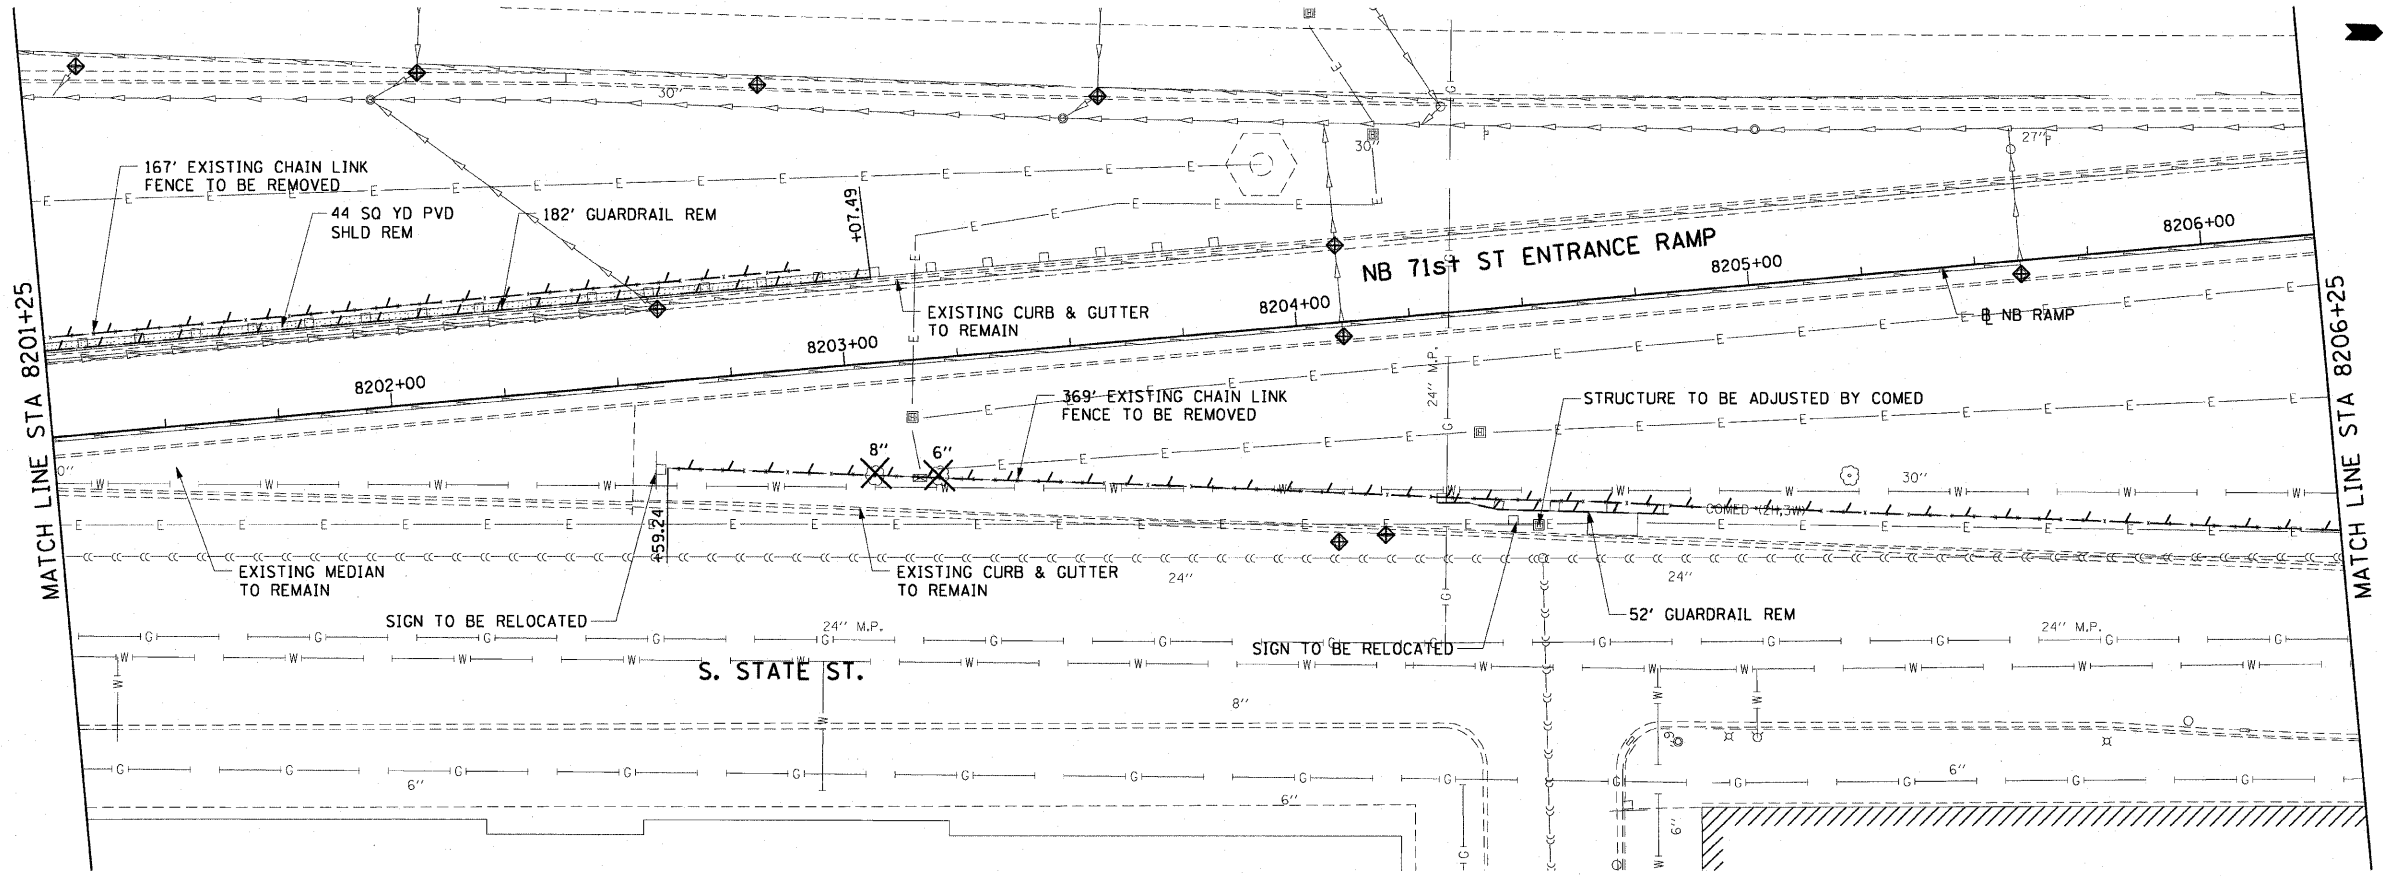 30''
30''
27''
167' EXISTING CHAIN LINK
FENCE TO BE REMOVED
44 SQ YD PVD
SHLD REM
182' GUARDRAIL REM
+07.49
NB 71st ST ENTRANCE RAMP
8206+00
8205+00
8204+00
8203+00
8202+00
EXISTING CURB & GUTTER
TO REMAIN
B NB RAMP
MATCH LINE STA 8201+25
MATCH LINE STA 8206+25
24'' M.P.
369' EXISTING CHAIN LINK
FENCE TO BE REMOVED
STRUCTURE TO BE ADJUSTED BY COMED
8''
6''
0''
30''
COMED (2H,3W)
+59.24
EXISTING MEDIAN
TO REMAIN
EXISTING CURB & GUTTER
TO REMAIN
24''
24''
SIGN TO BE RELOCATED
52' GUARDRAIL REM
24'' M.P.
24'' M.P.
SIGN TO BE RELOCATED
S. STATE ST.
8''
6''
6''
6''
6''
6''